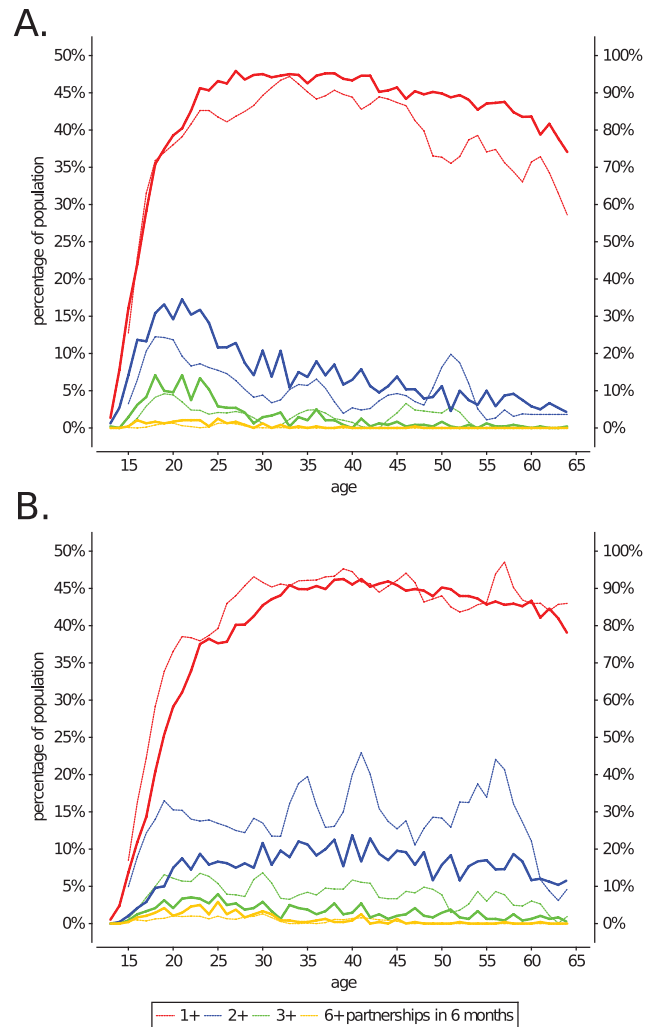 A.
50% 100%
45% 90%
40% 80%
35% 70%
30% 60%
25% 50%
20% 40%
15% 30%
10% 20%
5% 10%
0% 0%
percentage of population
15 20 25 30 35 40 45 50 55 60 65
age
B.
50% 100%
45% 90%
40% 80%
35% 70%
30% 60%
25% 50%
20% 40%
15% 30%
10% 20%
5% 10%
0% 0%
percentage of population
15 20 25 30 35 40 45 50 55 60 65
age
1+ 2+ 3+ 6+ partnerships in 6 months